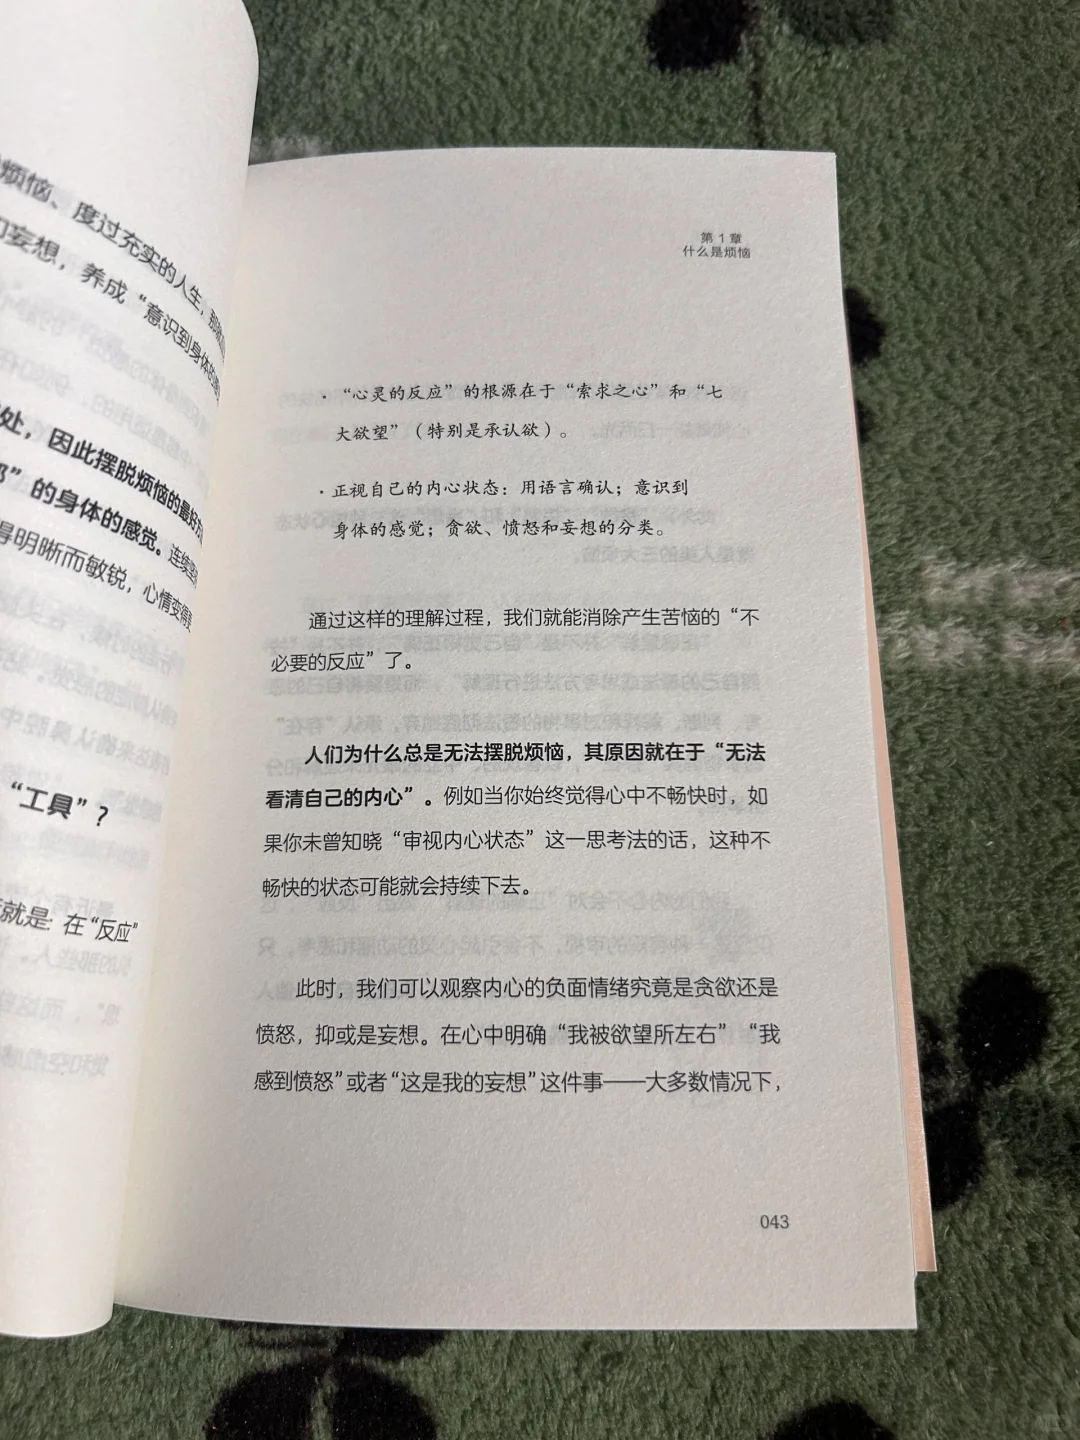 烦恼、度过充实的人生，那就
妄想，养成“意识到身体的感
处，因此摆脱烦恼的最好方
”的身体的感觉。连续坚
得明晰而敏锐，心情变得更
“工具”？
就是：在“反应”
第1章
什么是烦恼
·“心灵的反应”的根源在于“索求之心”和“七
大欲望”（特别是承认欲）。
·正视自己的内心状态：用语言确认；意识到
身体的感觉；贪欲、愤怒和妄想的分类。
通过这样的理解过程，我们就能消除产生苦恼的“不
必要的反应”了。
人们为什么总是无法摆脱烦恼，其原因就在于“无法
看清自己的内心”。例如当你始终觉得心中不畅快时，如
果你未曾知晓“审视内心状态”这一思考法的话，这种不
畅快的状态可能就会持续下去。
此时，我们可以观察内心的负面情绪究竟是贪欲还是
愤怒，抑或是妄想。在心中明确“我被欲望所左右”“我
感到愤怒”或者“这是我的妄想”这件事——大多数情况下，
043